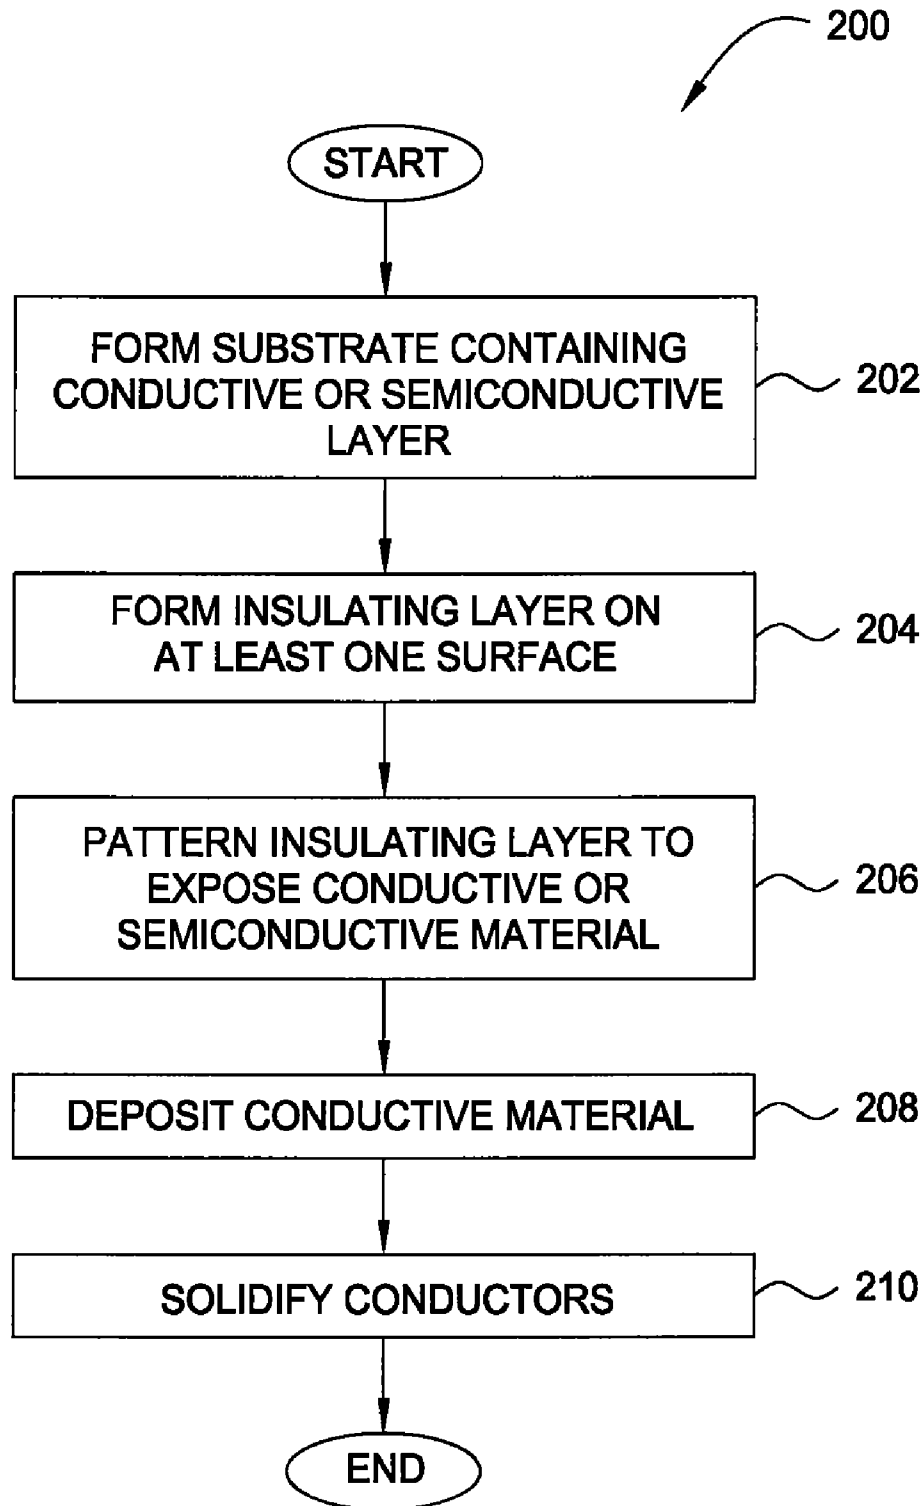 200
START
FORM SUBSTRATE CONTAINING
CONDUCTIVE OR SEMICONDUCTIVE
LAYER
202
FORM INSULATING LAYER ON
AT LEAST ONE SURFACE
204
PATTERN INSULATING LAYER TO
EXPOSE CONDUCTIVE OR
SEMICONDUCTIVE MATERIAL
206
DEPOSIT CONDUCTIVE MATERIAL
208
SOLIDIFY CONDUCTORS
210
END